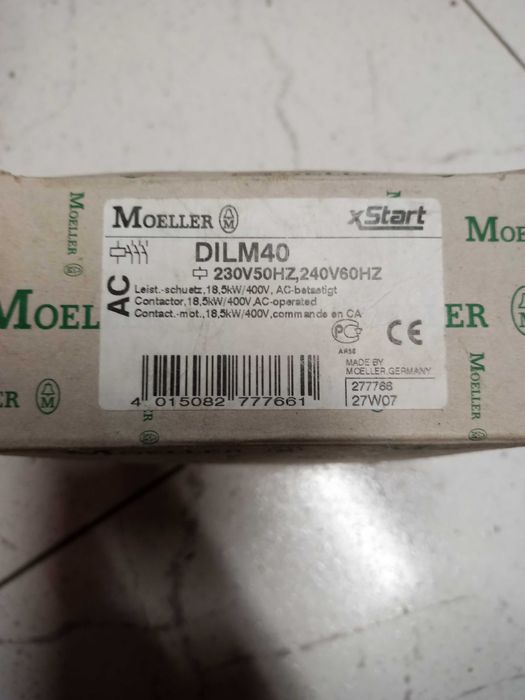 MOELLER
xStart
DILM40
230V50HZ,240V60HZ
AC
Leist.-schuetz,18,5kW/400V, AC-betaetigt
Contactor,18,5kW/400V,AC-operated
Contact.-mot.,18,5kW/400V,commande en CA
AR56
CE
MADE BY
MOELLER,GERMANY
4 015082 777661
277766
27W07
MOEL
ER
ER
MOELLER